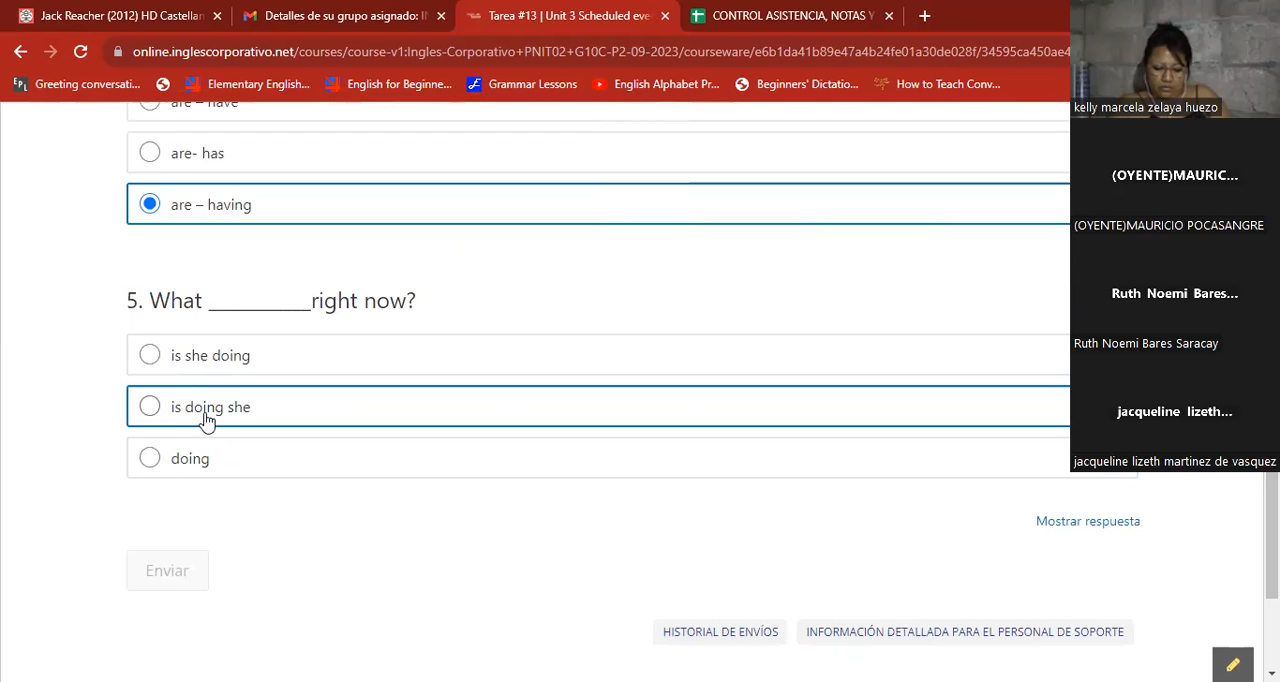 Jack Reacher (2012) HD Castellan
Detalles de su grupo asignado: I
Tarea #13 | Unit 3 Scheduled eve
CONTROL ASISTENCIA, NOTAS Y
online.inglescorporativo.net/courses/course-v1:Ingles-Corporativo+PNIT02+G10C-P2-09-2023/courseware/e6b1da41b89e47a4b24fe01a30de028f/34595ca450ae4
Greeting conversati...
Elementary English...
English for Beginne...
Grammar Lessons
English Alphabet Pr...
Beginners' Dictatio...
How to Teach Conv...
are – have
are- has
are – having
5. What __________right now?
is she doing
is doing she
doing
Mostrar respuesta
Enviar
HISTORIAL DE ENVÍOS
INFORMACIÓN DETALLADA PARA EL PERSONAL DE SOPORTE
kelly marcela zelaya huezo
(OYENTE)MAURIC...
(OYENTE)MAURICIO POCASANGRE
Ruth Noemi Bares...
Ruth Noemi Bares Saracay
jacqueline lizeth...
jacqueline lizeth martinez de vasquez